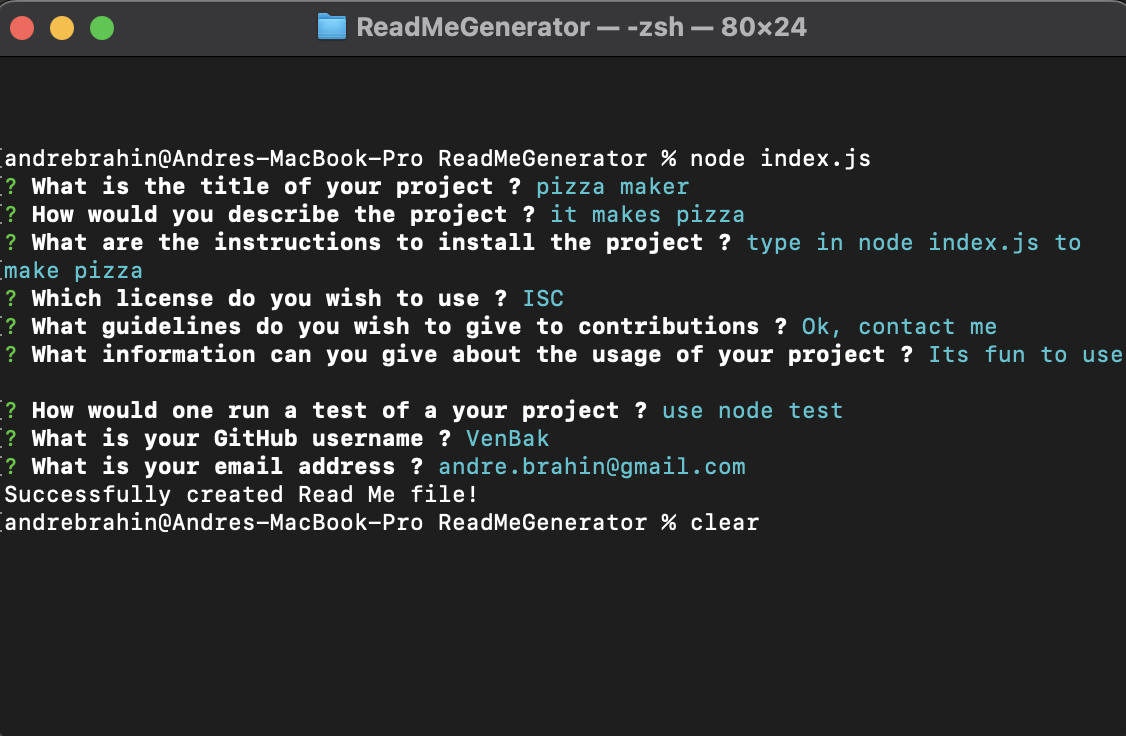 ReadMeGenerator — -zsh — 80×24
andrebrahin@Andres-MacBook-Pro ReadMeGenerator % node index.js
? What is the title of your project ? pizza maker
? How would you describe the project ? it makes pizza
? What are the instructions to install the project ? type in node index.js to
make pizza
? Which license do you wish to use ? ISC
? What guidelines do you wish to give to contributions ? Ok, contact me
? What information can you give about the usage of your project ? Its fun to use
? How would one run a test of a your project ? use node test
? What is your GitHub username ? VenBak
? What is your email address ? andre.brahin@gmail.com
Successfully created Read Me file!
andrebrahin@Andres-MacBook-Pro ReadMeGenerator % clear